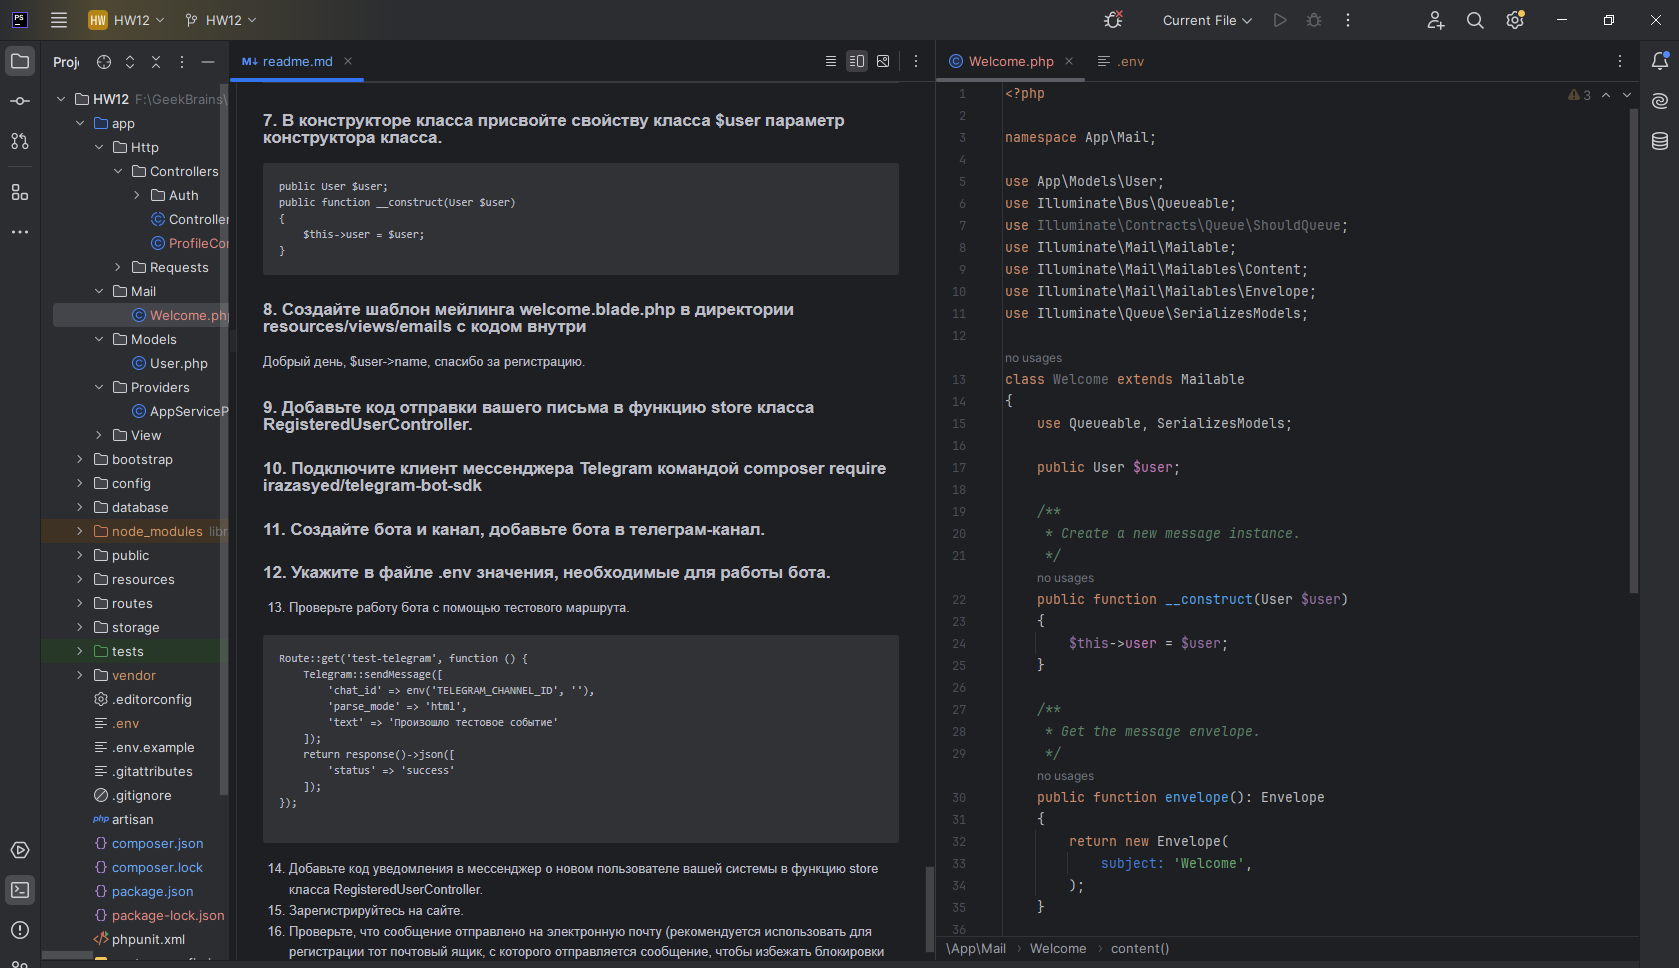 PS
HW HW12
HW12
Current File
Proj
HW12 F:\GeekBrains\
app
Http
Controllers
Auth
Controller
ProfileCon
Requests
Mail
Welcome.php
Models
User.php
Providers
AppServiceP
View
bootstrap
config
database
node_modules libr
public
resources
routes
storage
tests
vendor
.editorconfig
.env
.env.example
.gitattributes
.gitignore
php artisan
composer.json
composer.lock
package.json
package-lock.json
phpunit.xml
M↓ readme.md
7. В конструкторе класса присвойте свойству класса $user параметр
конструктора класса.
public User $user;
public function __construct(User $user)
{
$this->user = $user;
}
8. Создайте шаблон мейлинга welcome.blade.php в директории
resources/views/emails с кодом внутри
Добрый день, $user->name, спасибо за регистрацию.
9. Добавьте код отправки вашего письма в функцию store класса
RegisteredUserController.
10. Подключите клиент мессенджера Telegram командой composer require
irazasyed/telegram-bot-sdk
11. Создайте бота и канал, добавьте бота в телеграм-канал.
12. Укажите в файле .env значения, необходимые для работы бота.
13. Проверьте работу бота с помощью тестового маршрута.
Route::get('test-telegram', function () {
Telegram::sendMessage([
'chat_id' => env('TELEGRAM_CHANNEL_ID', ''),
'parse_mode' => 'html',
'text' => 'Произошло тестовое событие'
]);
return response()->json([
'status' => 'success'
]);
});
14. Добавьте код уведомления в мессенджер о новом пользователе вашей системы в функцию store
класса RegisteredUserController.
15. Зарегистрируйтесь на сайте.
16. Проверьте, что сообщение отправлено на электронную почту (рекомендуется использовать для
регистрации тот почтовый ящик, с которого отправляется сообщение, чтобы избежать блокировки
Welcome.php
.env
3
1 <?php
2
3 namespace App\Mail;
4
5 use App\Models\User;
6 use Illuminate\Bus\Queueable;
7 use Illuminate\Contracts\Queue\ShouldQueue;
8 use Illuminate\Mail\Mailable;
9 use Illuminate\Mail\Mailables\Content;
10 use Illuminate\Mail\Mailables\Envelope;
11 use Illuminate\Queue\SerializesModels;
12
no usages
13 class Welcome extends Mailable
14 {
15 use Queueable, SerializesModels;
16
17 public User $user;
18
19 /**
20 * Create a new message instance.
21 */
no usages
22 public function __construct(User $user)
23 {
24 $this->user = $user;
25 }
26
27 /**
28 * Get the message envelope.
29 */
no usages
30 public function envelope(): Envelope
31 {
32 return new Envelope(
33 subject: 'Welcome',
34 );
35 }
36
\App\Mail › Welcome › content()